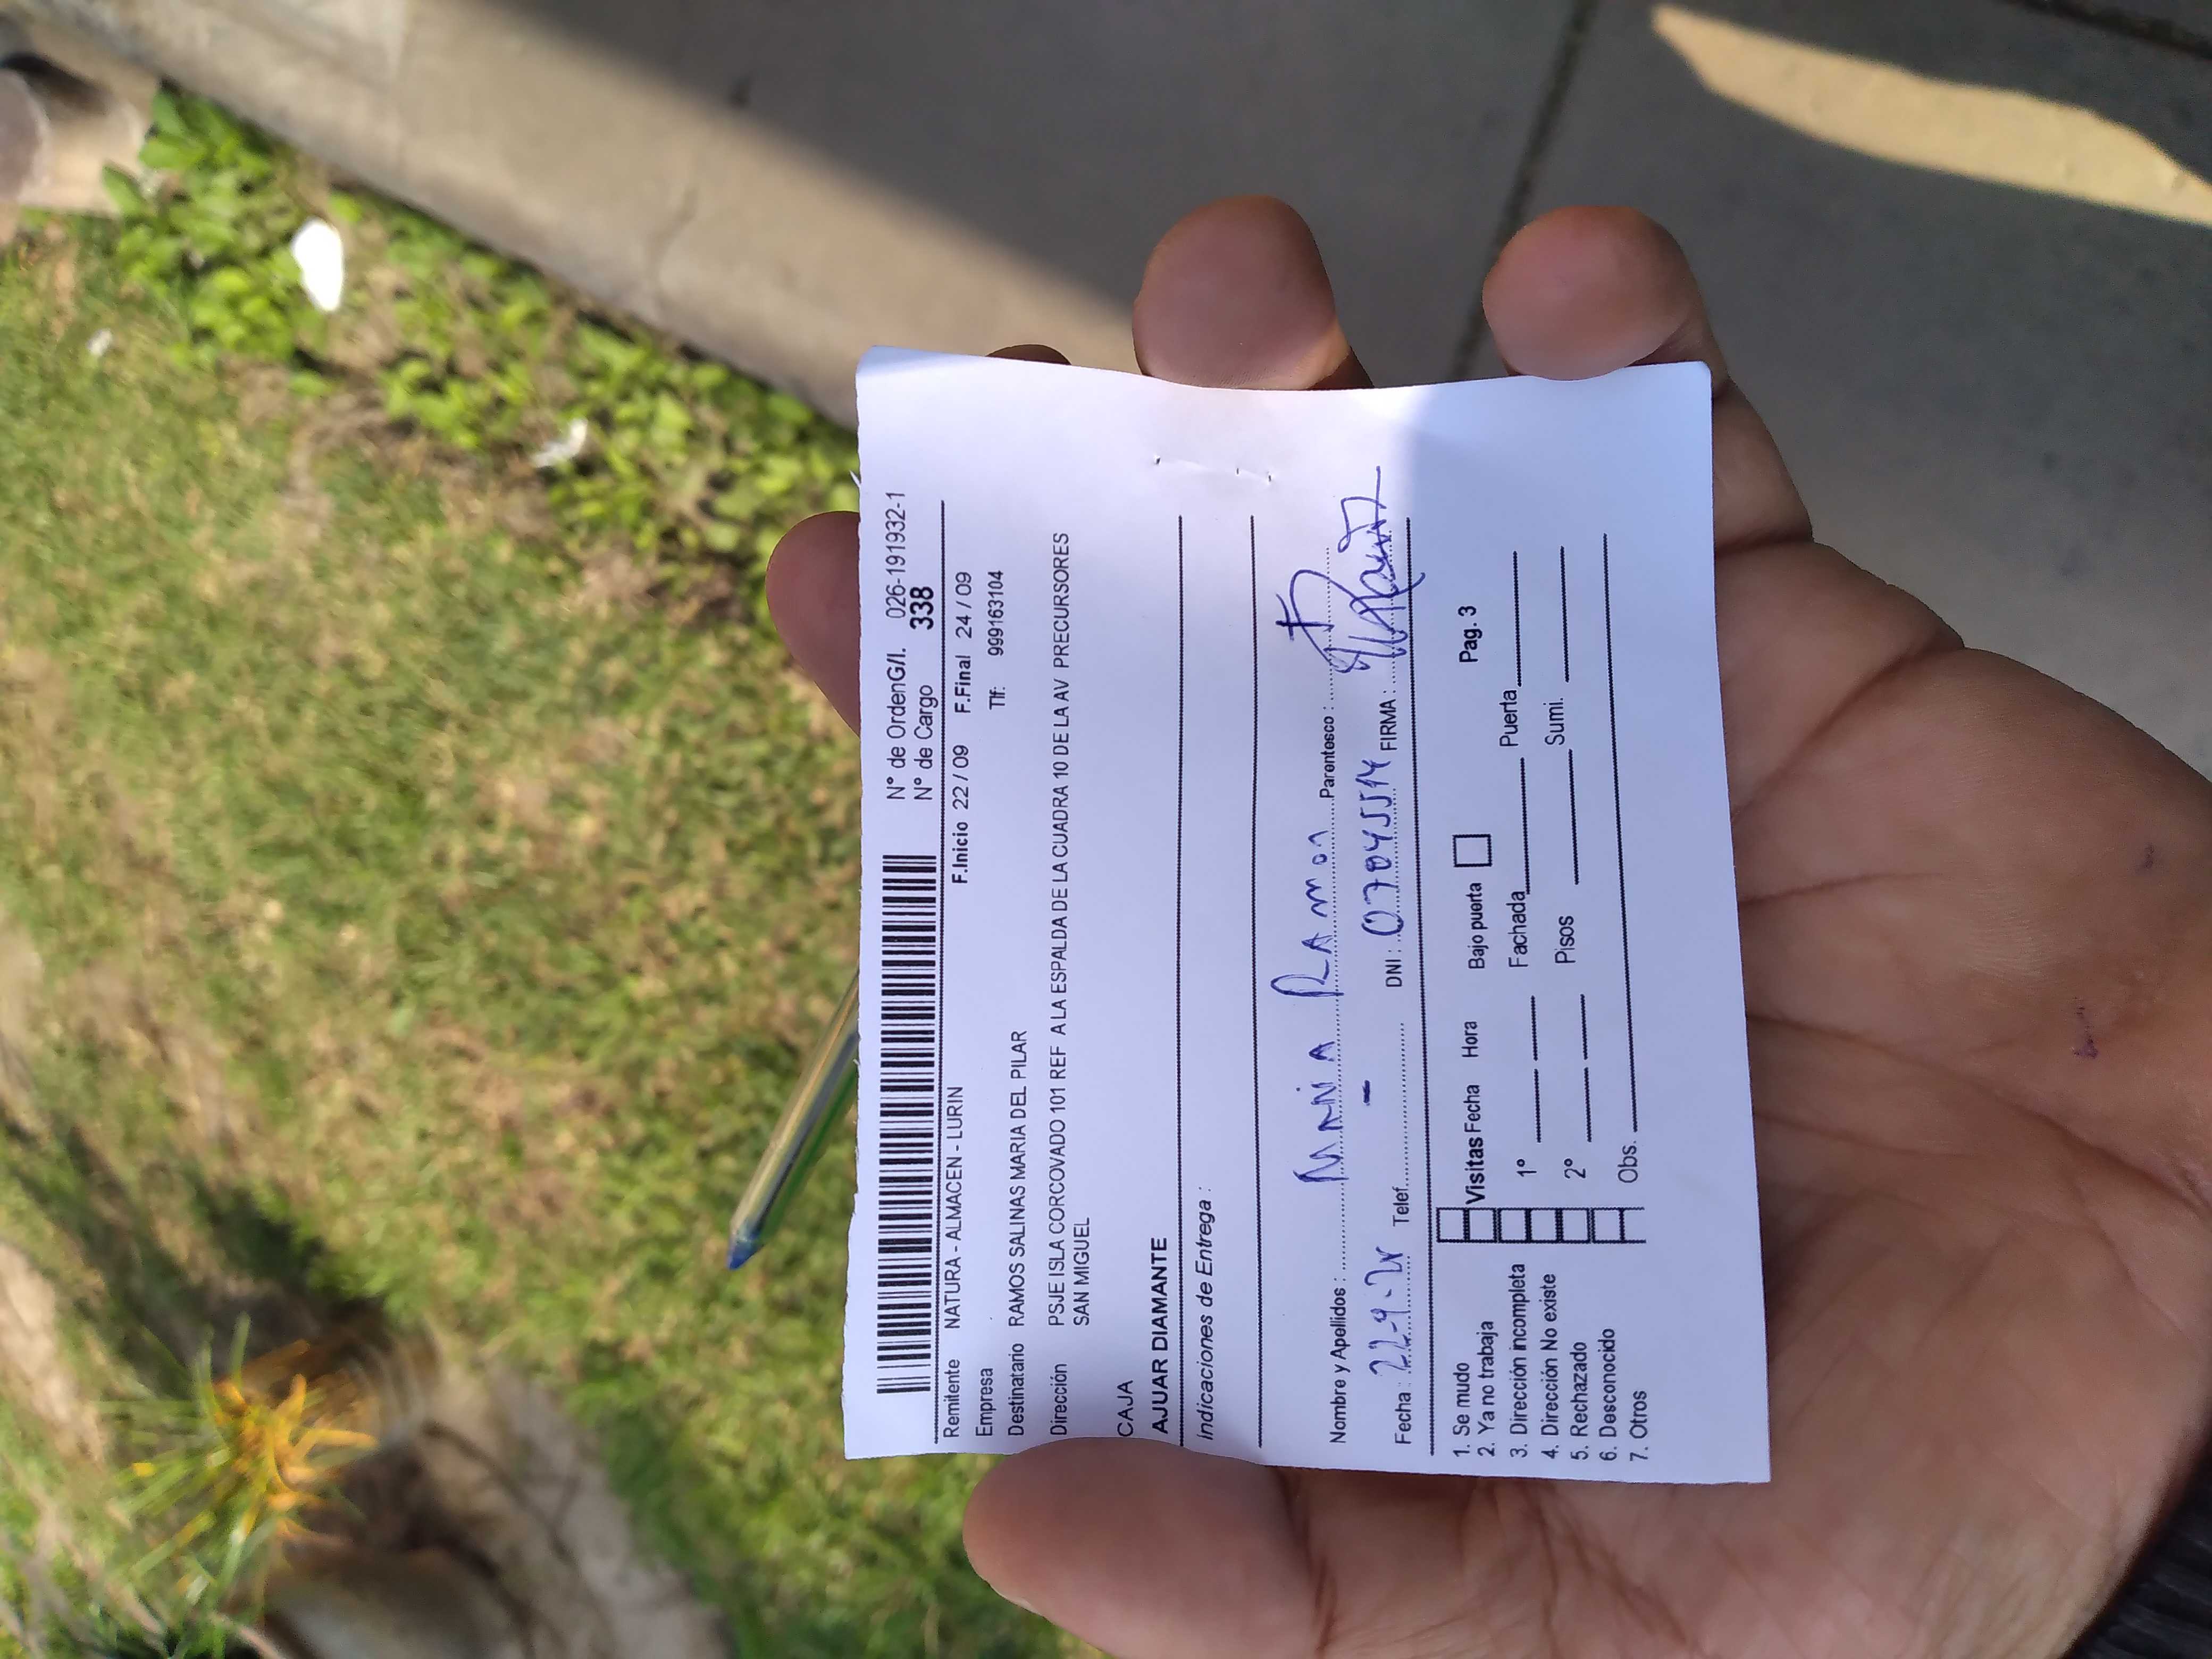 N° de OrdenG/I. 026-191932-1
N° de Cargo 338
F.Inicio 22 / 09 F.Final 24 / 09
Remitente NATURA - ALMACEN - LURIN
Empresa . Tlf: 999163104
Destinatario RAMOS SALINAS MARIA DEL PILAR
Dirección PSJE ISLA CORCOVADO 101 REF A LA ESPALDA DE LA CUADRA 10 DE LA AV PRECURSORES
SAN MIGUEL
CAJA
AJUAR DIAMANTE
Indicaciones de Entrega :
Nombre y Apellidos : MARIA RAMOS Parentesco :
Fecha : Telef. DNI : FIRMA :
1. Se mudo Visitas Fecha Hora Bajo puerta Pag. 3
2. Ya no trabaja
3. Dirección incompleta 1° Fachada Puerta
4. Dirección No existe
5. Rechazado 2° Pisos Sumi.
6. Desconocido
7. Otros Obs.